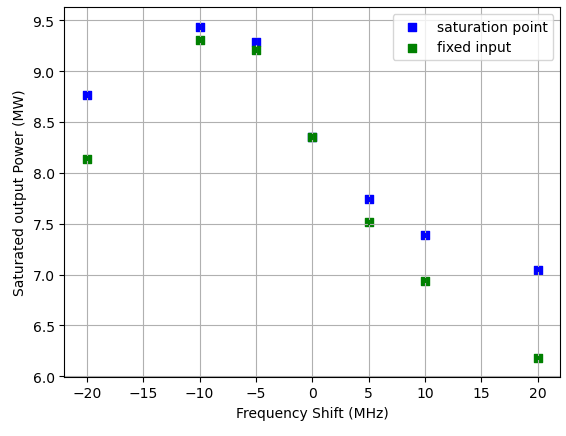 9.5
9.0
8.5
8.0
7.5
7.0
6.5
6.0
Saturated output Power (MW)
saturation point
fixed input
−20 −15 −10 −5 0 5 10 15 20
Frequency Shift (MHz)